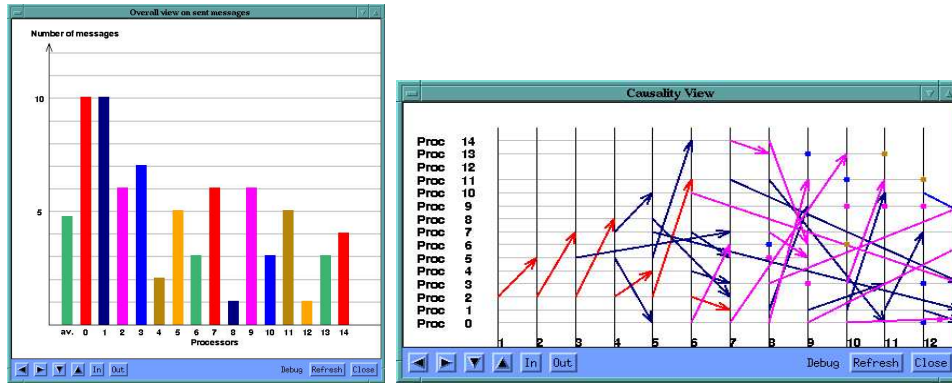 Overall view on sent messages
Number of messages
10
5
av. 0 1 2 3 4 5 6 7 8 9 10 11 12 13 14
Processors
In Out Debug Refresh Close
Causality View
Proc 14
Proc 13
Proc 12
Proc 11
Proc 10
Proc 9
Proc 8
Proc 7
Proc 6
Proc 5
Proc 4
Proc 3
Proc 2
Proc 1
Proc 0
1 2 3 4 5 6 7 8 9 10 11 12
In Out Debug Refresh Close